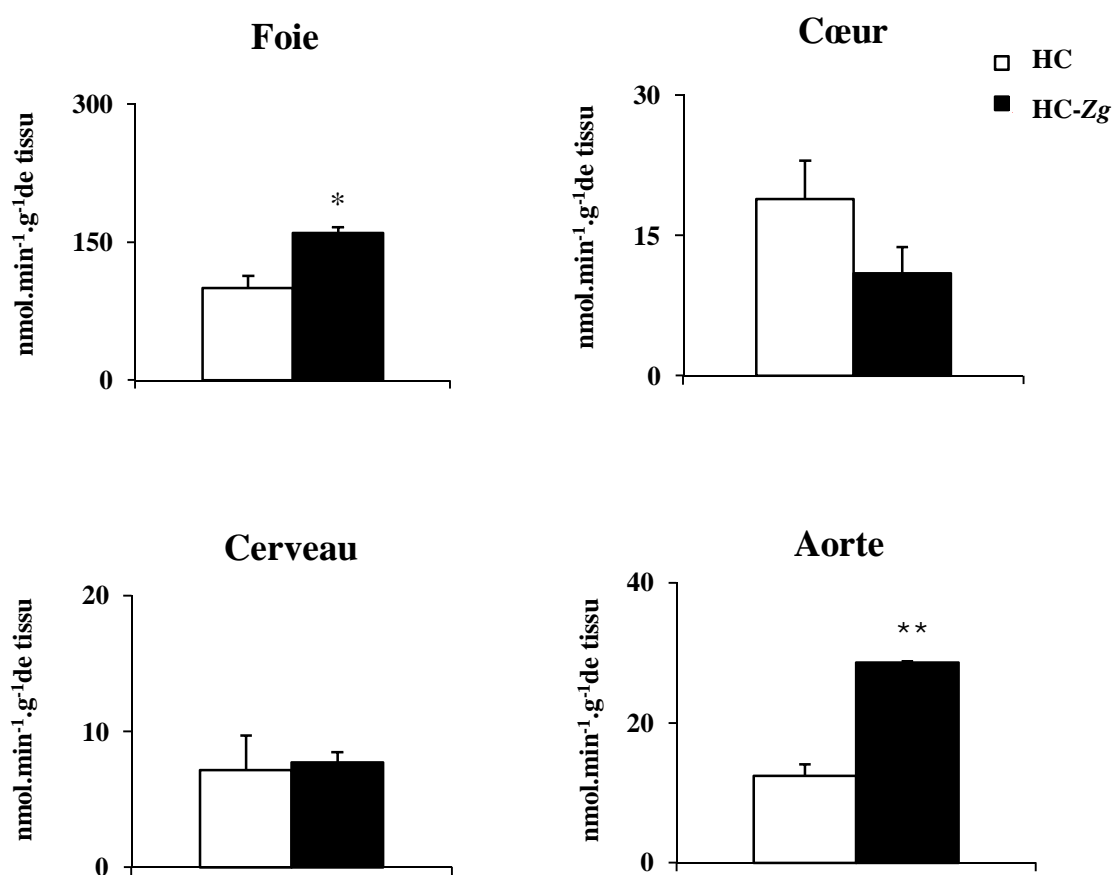 Foie
nmol.min-1.g-1de tissu
300
150
0
*
Cœur
nmol.min-1.g-1de tissu
30
15
0
HC
HC-Zg
Cerveau
nmol.min-1.g-1de tissu
20
10
0
Aorte
nmol.min-1.g-1de tissu
40
20
0
**